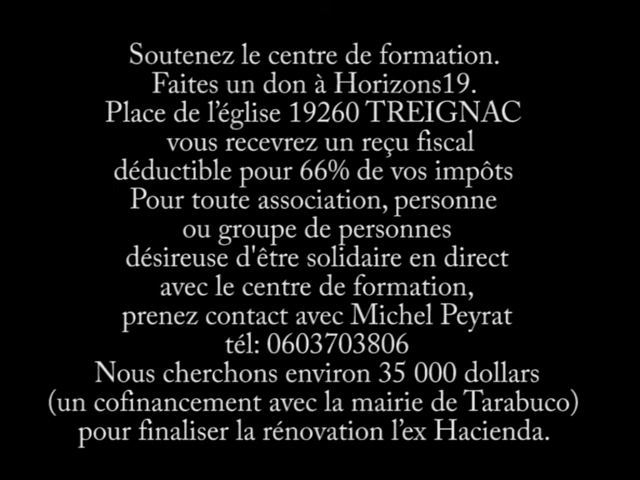 Soutenez le centre de formation.
Faites un don à Horizons19.
Place de l’église 19260 TREIGNAC
vous recevrez un reçu fiscal
déductible pour 66% de vos impôts
Pour toute association, personne
ou groupe de personnes
désireuse d'être solidaire en direct
avec le centre de formation,
prenez contact avec Michel Peyrat
tél: 0603703806
Nous cherchons environ 35 000 dollars
(un cofinancement avec la mairie de Tarabuco)
pour finaliser la rénovation l’ex Hacienda.